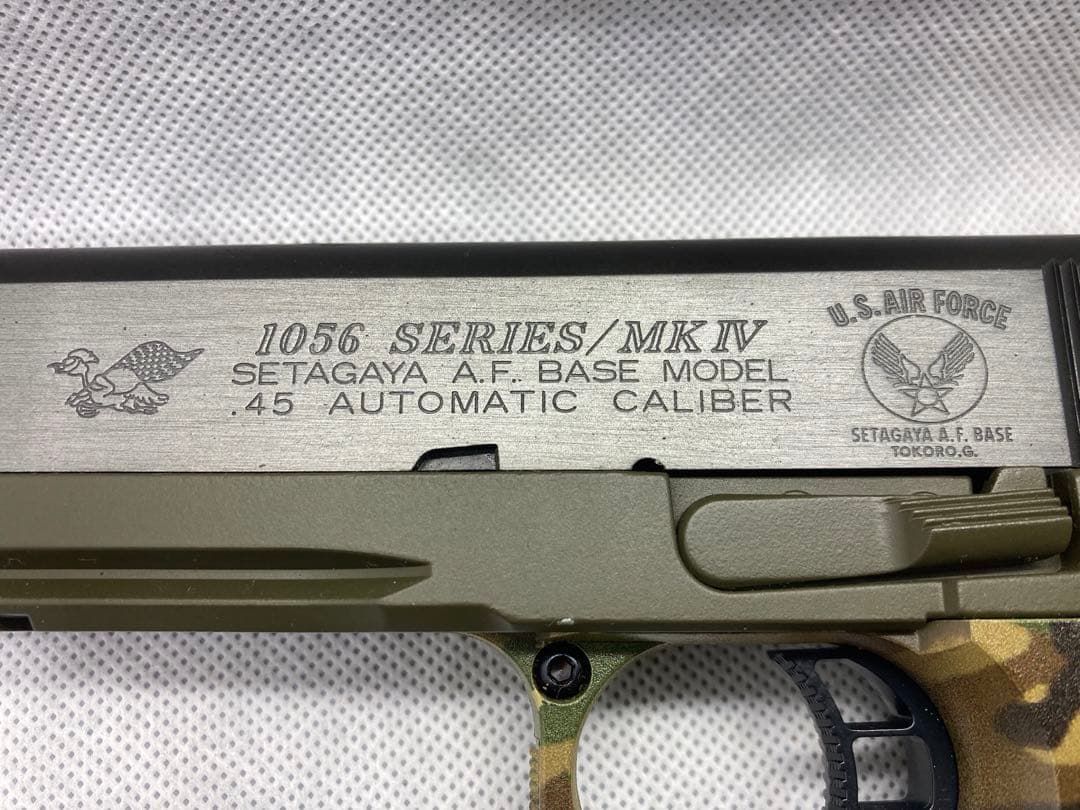 1056 SERIES/MK IV
SETAGAYA A.F. BASE MODEL
.45 AUTOMATIC CALIBER
U.S. AIR FORCE
SETAGAYA A.F. BASE
TOKORO.G.